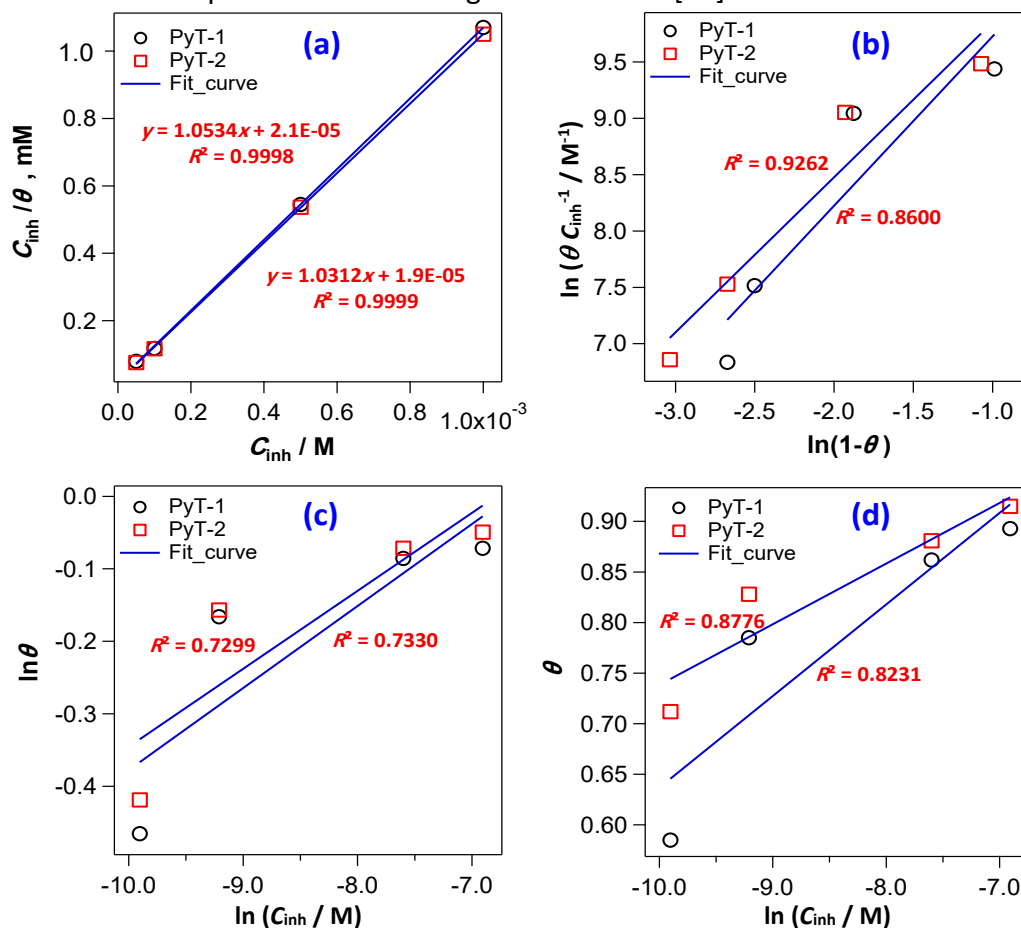 PyT-1
PyT-2
Fit_curve
(a)
y = 1.0534x + 2.1E-05
R² = 0.9998
y = 1.0312x + 1.9E-05
R² = 0.9999
1.0
0.8
0.6
0.4
0.2
Cinh / θ , mM
0.0 0.2 0.4 0.6 0.8 1.0x10⁻³
Cinh / M
PyT-1
PyT-2
Fit_curve
(b)
R² = 0.9262
R² = 0.8600
9.5
9.0
8.5
8.0
7.5
7.0
ln (θ Cinh⁻¹ / M⁻¹)
-3.0 -2.5 -2.0 -1.5 -1.0
ln(1-θ )
PyT-1
PyT-2
Fit_curve
(c)
R² = 0.7299
R² = 0.7330
0.0
-0.1
-0.2
-0.3
-0.4
lnθ
-10.0 -9.0 -8.0 -7.0
ln (Cinh / M)
PyT-1
PyT-2
Fit_curve
(d)
R² = 0.8776
R² = 0.8231
0.90
0.85
0.80
0.75
0.70
0.65
0.60
θ
-10.0 -9.0 -8.0 -7.0
ln (Cinh / M)